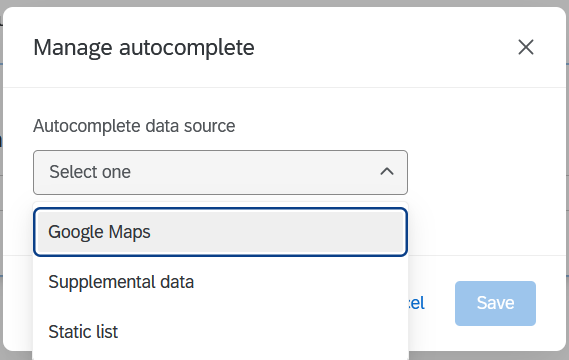 Manage autocomplete
Autocomplete data source
Select one
Google Maps
Supplemental data
Static list
Save